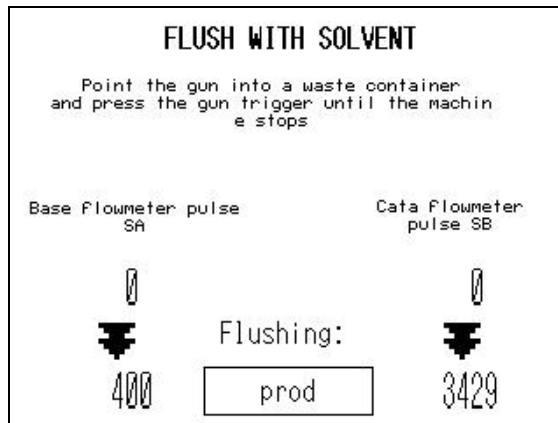 FLUSH WITH SOLVENT
Point the gun into a waste container
and press the gun trigger until the machin
e stops
Base flowmeter pulse
SA
Cata flowmeter
pulse SB
0
0
Flushing:
400
prod
3429